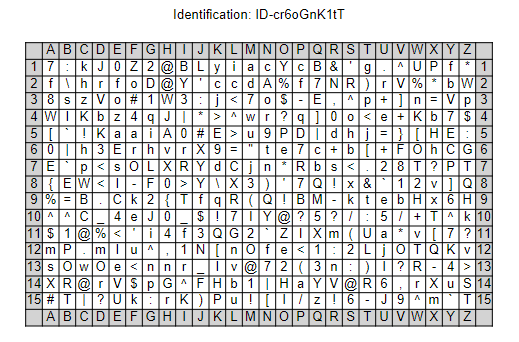 Identification: ID-cr6oGnK1tT
A B C D E F G H I J K L M N O P Q R S T U V W X Y Z
1 7 : k J 0 Z 2 @ B L y i a c Y c B & ' g . ^ U P f * 1
2 f \ h r f o D @ Y ' c c d A % f 7 N R ) r V % * b W 2
3 8 s z V o # 1 W 3 : j < 7 o $ - E , ^ p + ] n = V p 3
4 W I K b z 4 q J | * > ^ w r ? q ] 0 o < e + K b 7 $ 4
5 [ ` ! K a a i A 0 # E > u 9 P D | d h j = } [ H E : 5
6 0 | h 3 E r h v r X 9 = " t e 7 c + b [ + F O h C G 6
7 E ` p < s O L X R Y d C j n * R b s < . 2 8 T ? P T 7
8 { E W < I - F 0 > Y \ X 3 ) ' 7 Q ! x & ` 1 2 v ] Q 8
9 % = B . C k 2 { T f q R ( Q ! B M - k t e b H x 6 H 9
10 ^ ^ C _ 4 e J 0 _ $ ! 7 I Y @ ? 5 ? / : 5 / + T ^ k 10
11 $ 1 @ % < ' i 4 f 3 Q G 2 ` Z I X m ( U a * v [ 7 ? 11
12 m P . m I u ^ , 1 N [ n O f e < 1 : 2 L j O T Q K v 12
13 s O w O e < n n r _ I v @ 7 2 ( 3 n : ) l ? R - 4 > 13
14 X R @ r V $ p G ^ F H b 1 | H a Y V @ R 6 , r X u S 14
15 # T | ? U k : r K ) P u ! [ l / z ! 6 - J 9 ^ m ` T 15
A B C D E F G H I J K L M N O P Q R S T U V W X Y Z